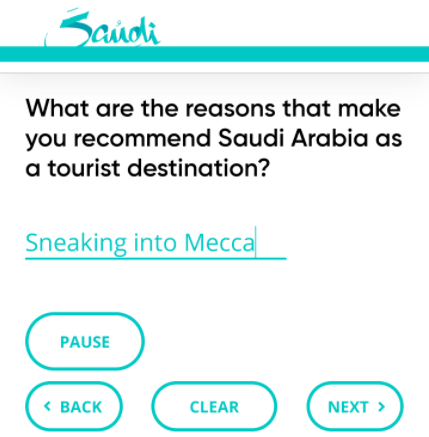 Saudi
What are the reasons that make
you recommend Saudi Arabia as
a tourist destination?
Sneaking into Mecca
PAUSE
‹ BACK
CLEAR
NEXT ›